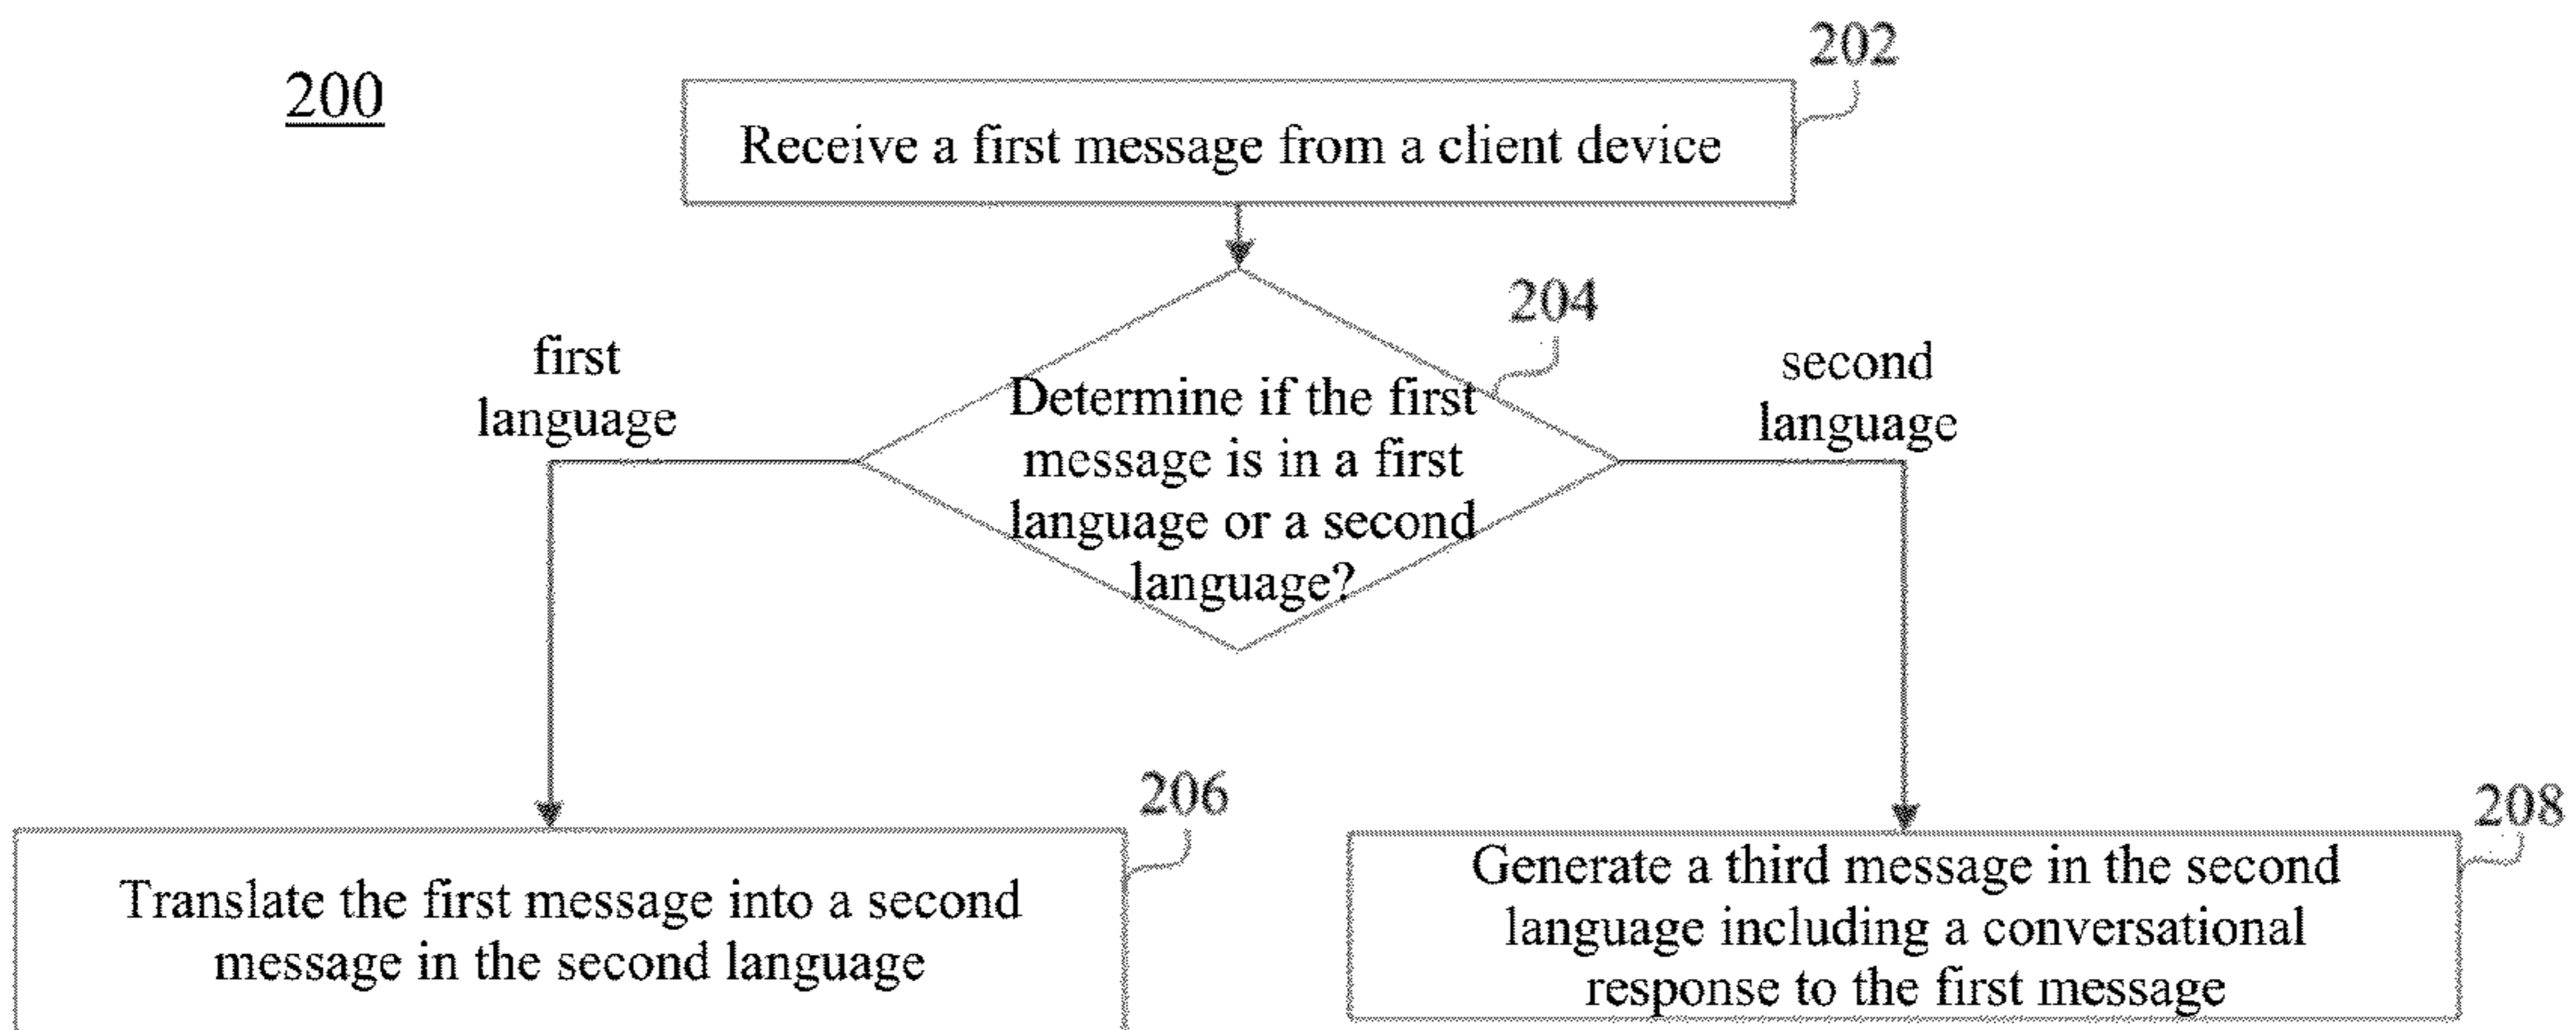 200
202
Receive a first message from a client device
204
first
language
Determine if the first
message is in a first
language or a second
language?
second
language
206
Translate the first message into a second
message in the second language
208
Generate a third message in the second
language including a conversational
response to the first message